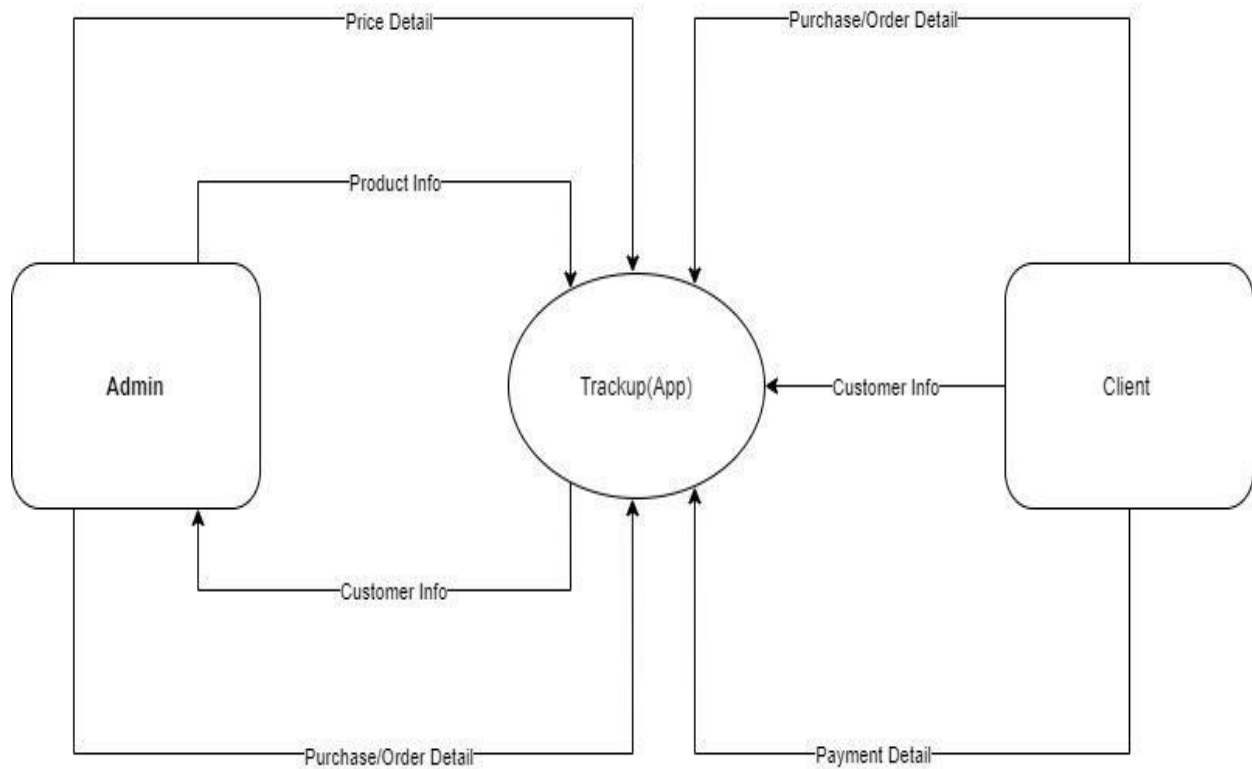 Price Detail
Purchase/Order Detail
Product Info
Admin
Trackup(App)
Customer Info
Client
Customer Info
Purchase/Order Detail
Payment Detail